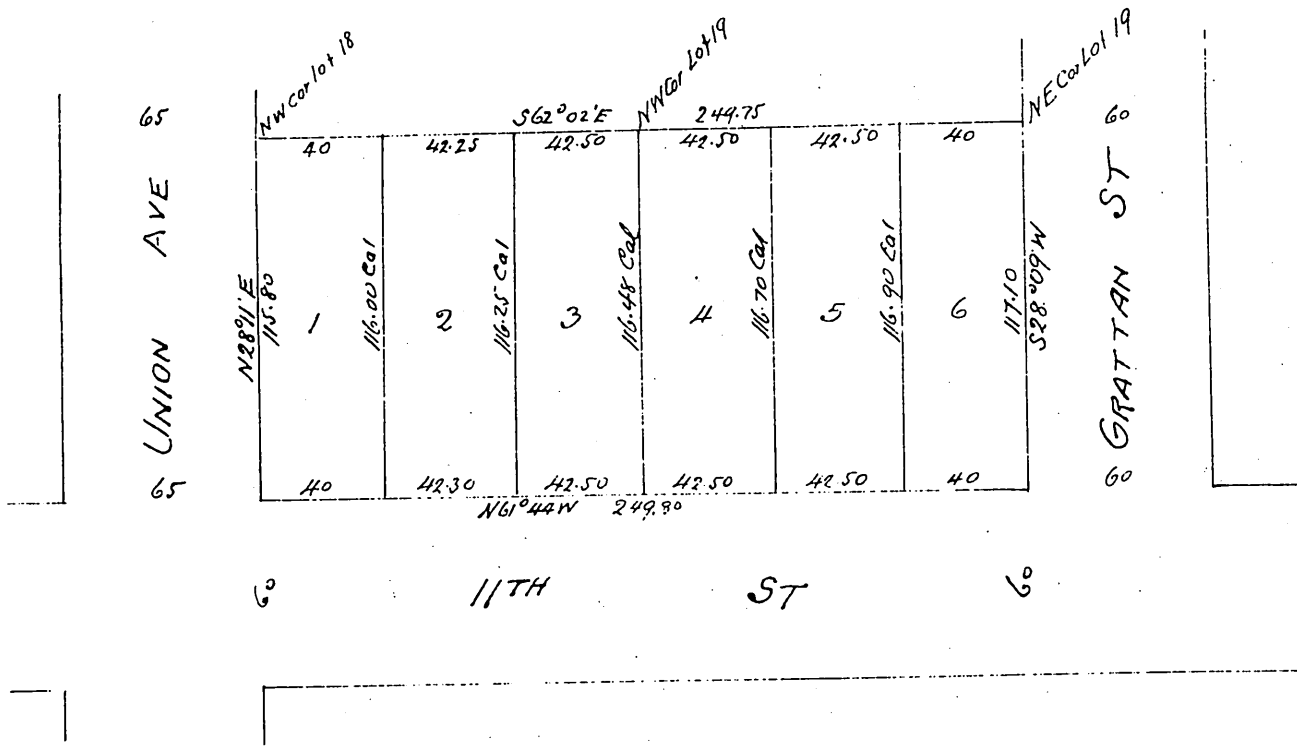 NW Cor lot 18
NW Cor Lot 19
NE Cor Lot 19
65
S62°02'E 249.75
60
40 42.25 42.50 42.50 42.50 40
UNION AVE
N28°11'E
115.80
1
116.00 Cal
2
116.25 Cal
3
116.48 Cal
4
116.70 Cal
5
116.90 Cal
6
117.10
S28°09'W
GRATTAN ST
65
40 42.30 42.50 42.50 42.50 40
60
N61°44W 249.80
60 11TH ST 60